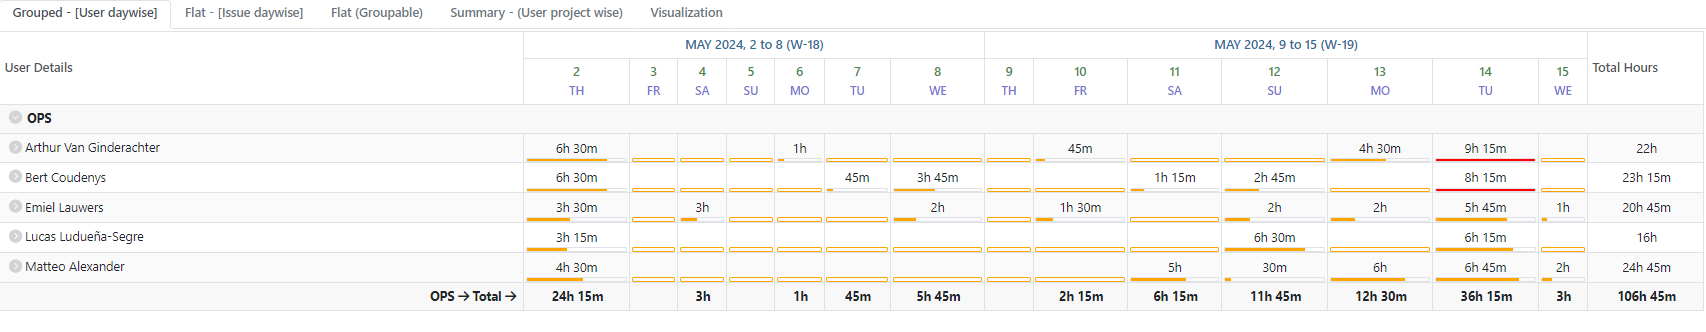 Grouped - [User daywise] Flat - [Issue daywise] Flat (Groupable) Summary - (User project wise) Visualization
User Details MAY 2024, 2 to 8 (W-18) MAY 2024, 9 to 15 (W-19) Total Hours
2 3 4 5 6 7 8 9 10 11 12 13 14 15
TH FR SA SU MO TU WE TH FR SA SU MO TU WE
OPS
Arthur Van Ginderachter 6h 30m 1h 45m 4h 30m 9h 15m 22h
Bert Coudenys 6h 30m 45m 3h 45m 1h 15m 2h 45m 8h 15m 23h 15m
Emiel Lauwers 3h 30m 3h 2h 1h 30m 2h 2h 5h 45m 1h 20h 45m
Lucas Ludueña-Segre 3h 15m 6h 30m 6h 15m 16h
Matteo Alexander 4h 30m 5h 30m 6h 6h 45m 2h 24h 45m
OPS → Total → 24h 15m 3h 1h 45m 5h 45m 2h 15m 6h 15m 11h 45m 12h 30m 36h 15m 3h 106h 45m